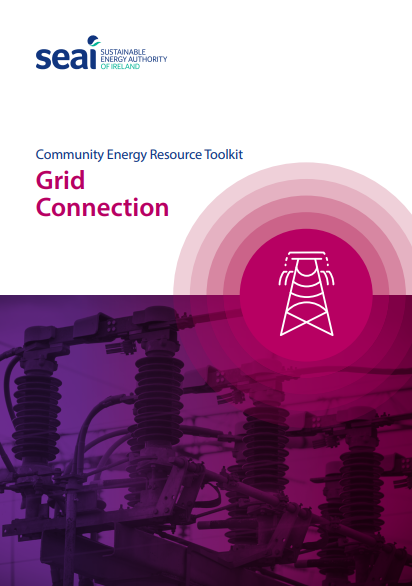 seai
SUSTAINABLE
ENERGY AUTHORITY
OF IRELAND
Community Energy Resource Toolkit
Grid
Connection